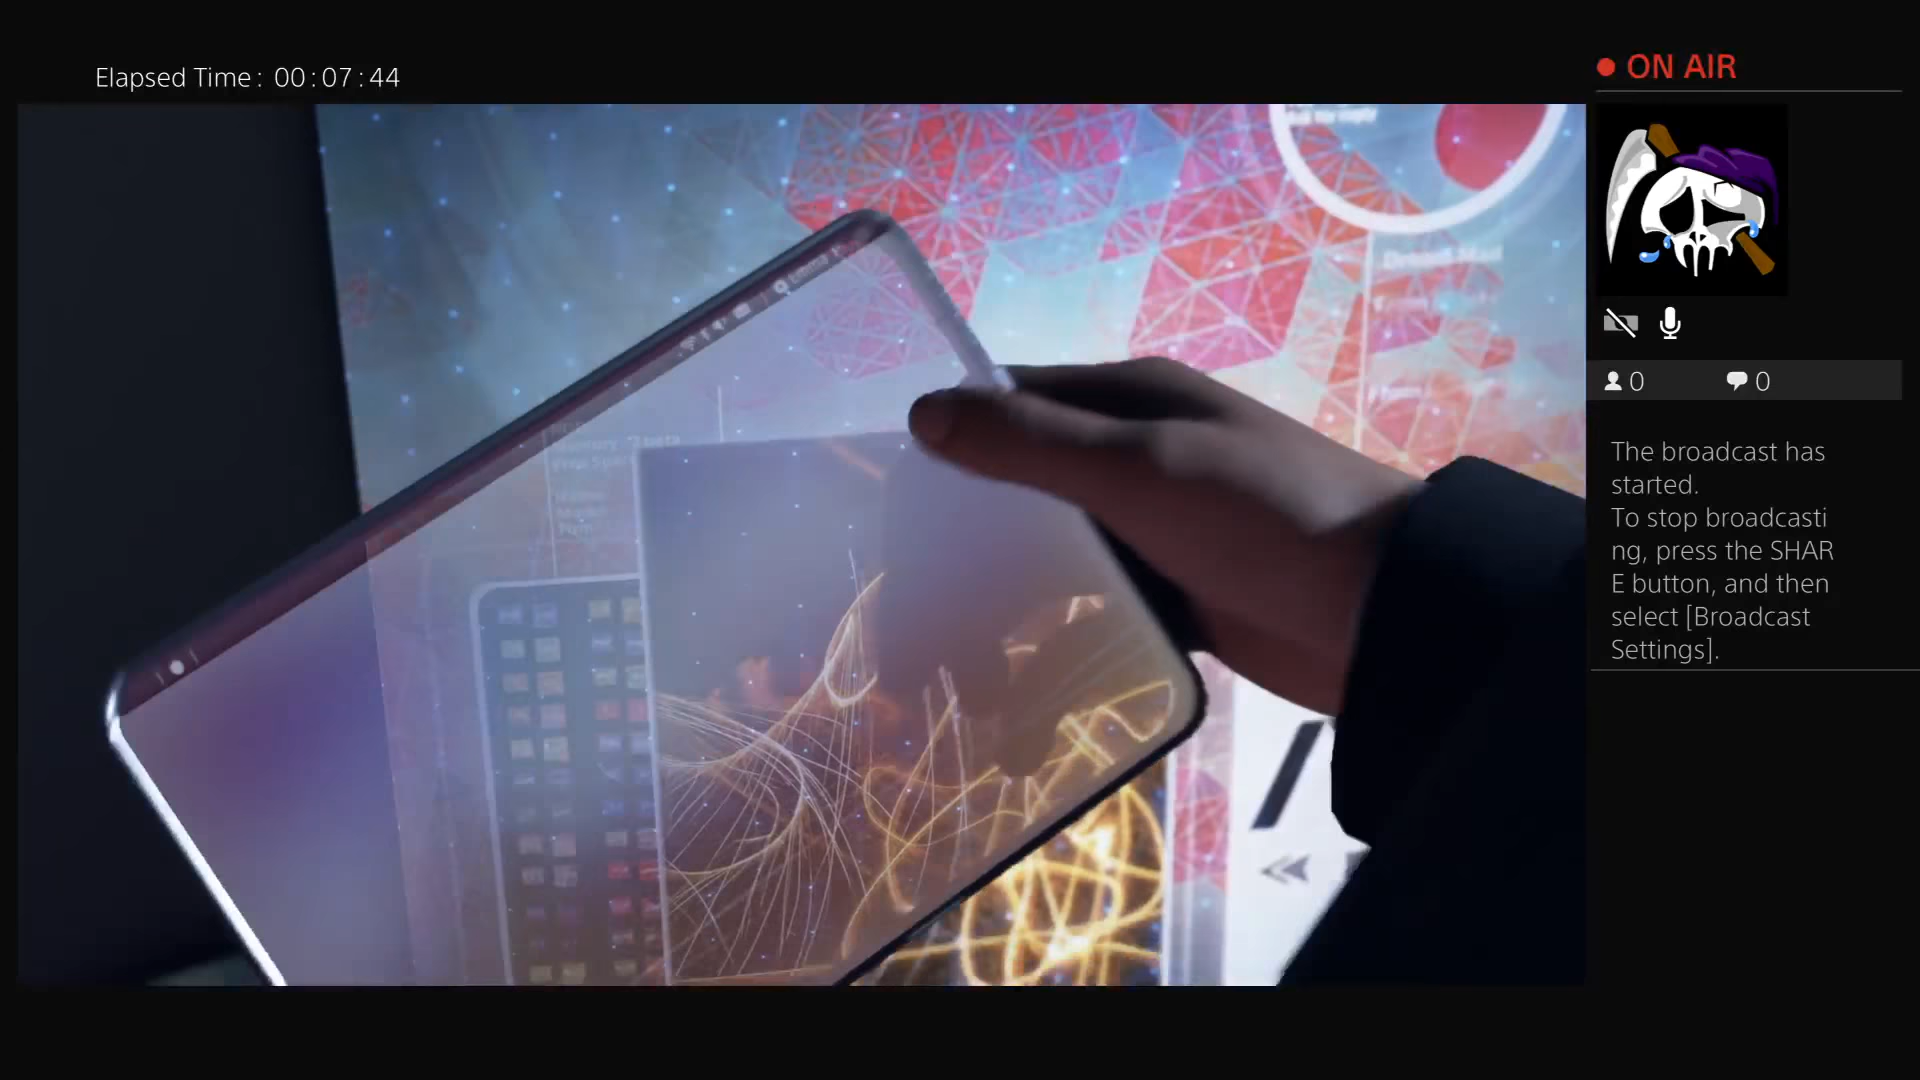 Elapsed Time: 00:07:44
ON AIR
0
0
The broadcast has
started.
To stop broadcasti
ng, press the SHAR
E button, and then
select [Broadcast
Settings].